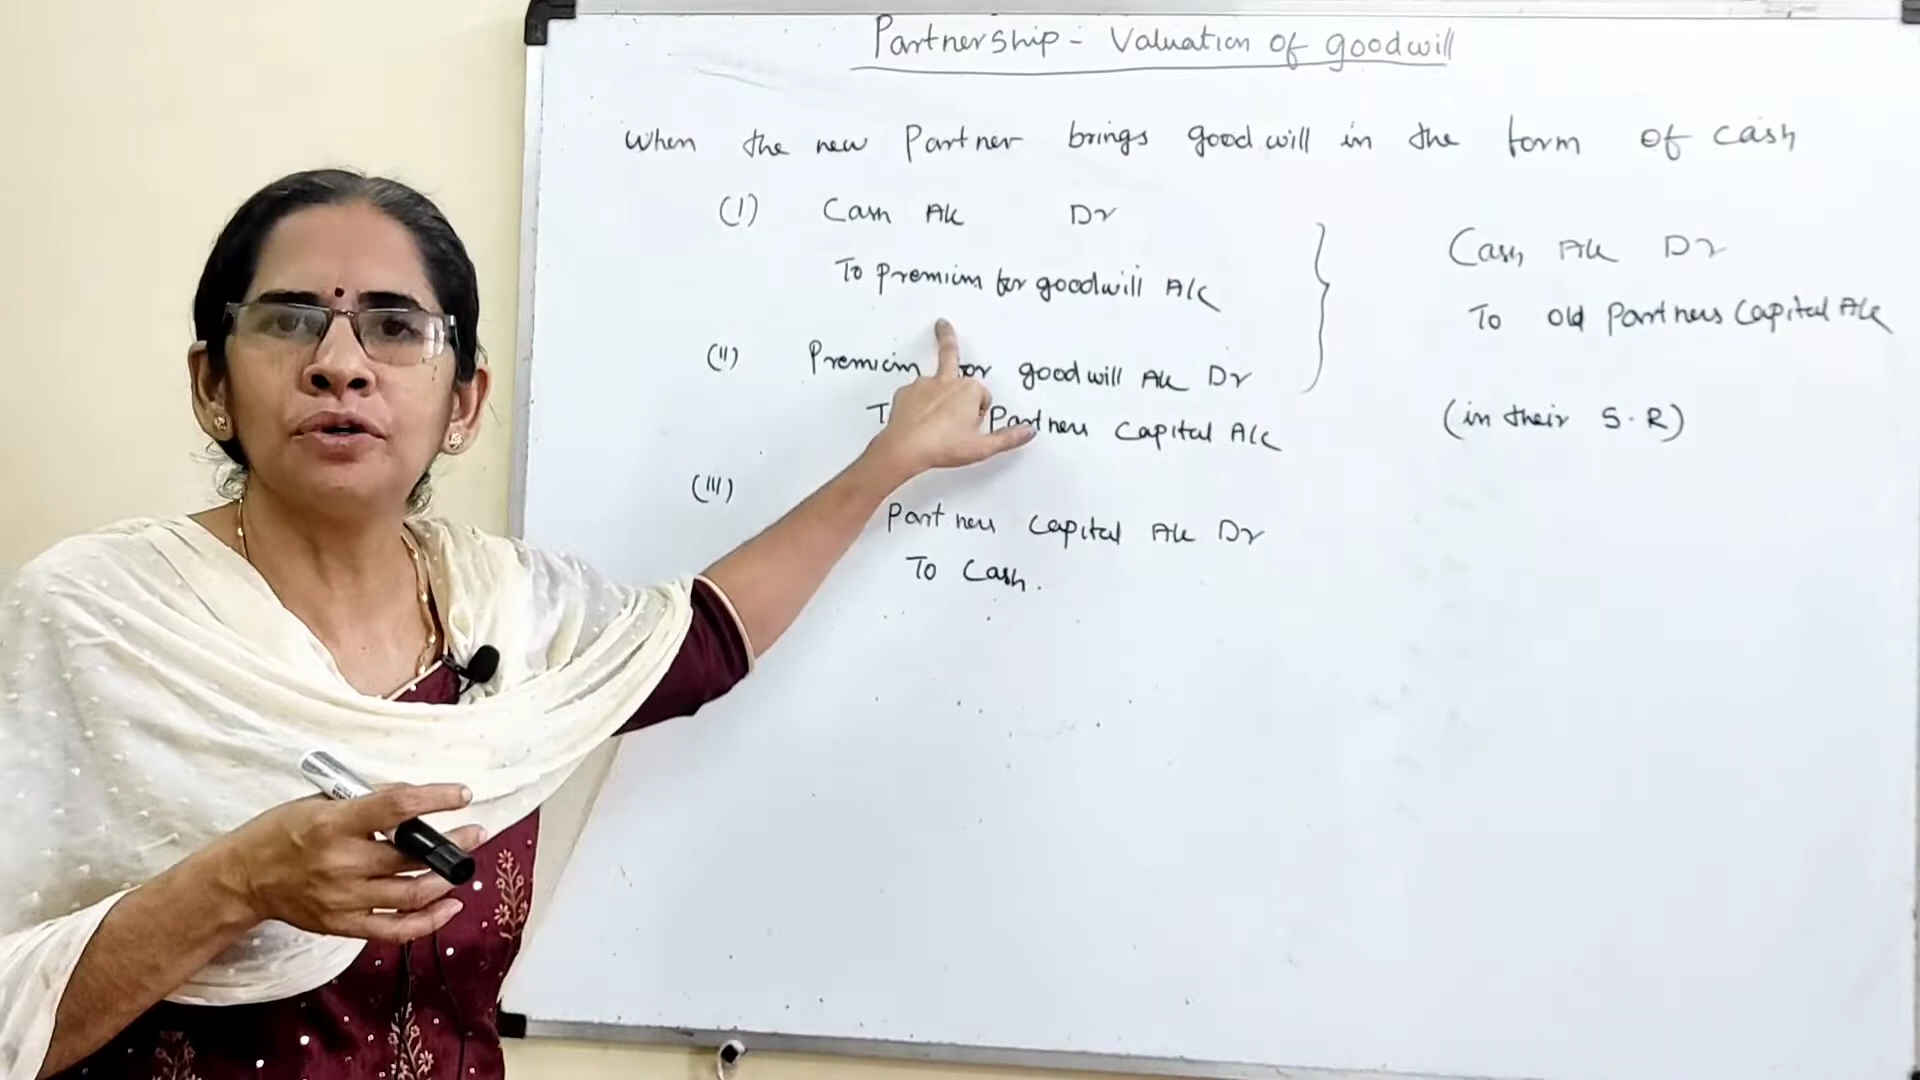 Partnership - Valuation of goodwill
When the new Partner brings goodwill in the form of cash
(I) Cash A/c Dr
To Premium for goodwill A/c
(II) Premium for goodwill A/c Dr
Partners Capital A/c
(III)
Partners Capital A/c Dr
To Cash.
Cash A/c Dr
To old Partners Capital A/c
(in their S.R)